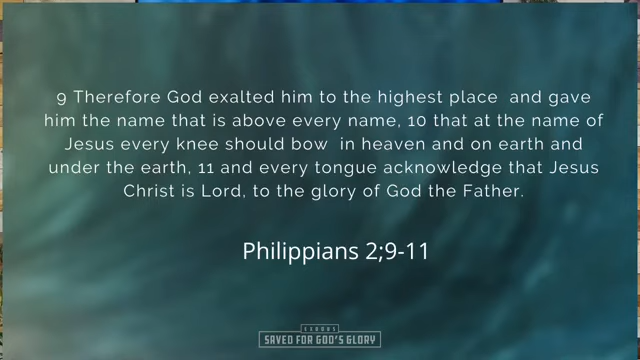 9 Therefore God exalted him to the highest place  and gave
him the name that is above every name, 10 that at the name of
Jesus every knee should bow  in heaven and on earth and
under the earth, 11 and every tongue acknowledge that Jesus
Christ is Lord, to the glory of God the Father.
Philippians 2;9-11
EXODUS
SAVED FOR GOD'S GLORY